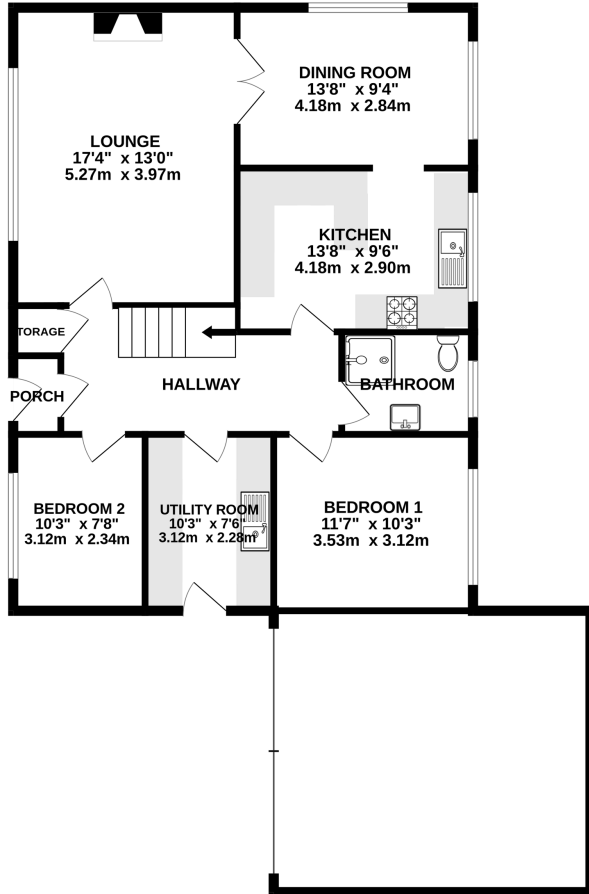 DINING ROOM
13'8" x 9'4"
4.18m x 2.84m
LOUNGE
17'4" x 13'0"
5.27m x 3.97m
KITCHEN
13'8" x 9'6"
4.18m x 2.90m
TORAGE
PORCH
HALLWAY
BATHROOM
BEDROOM 2
10'3" x 7'8"
3.12m x 2.34m
UTILITY ROOM
10'3" x 7'6"
3.12m x 2.28m
BEDROOM 1
11'7" x 10'3"
3.53m x 3.12m